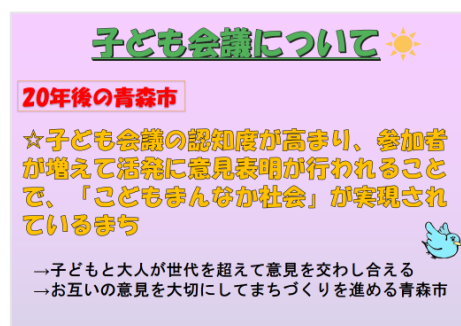 子ども会議について
20年後の青森市
☆子ども会議の認知度が高まり、参加者
が増えて活発に意見表明が行われること
で、「こどもまんなか社会」が実現され
ているまち
→子どもと大人が世代を超えて意見を交わし合える
→お互いの意見を大切にしてまちづくりを進める青森市